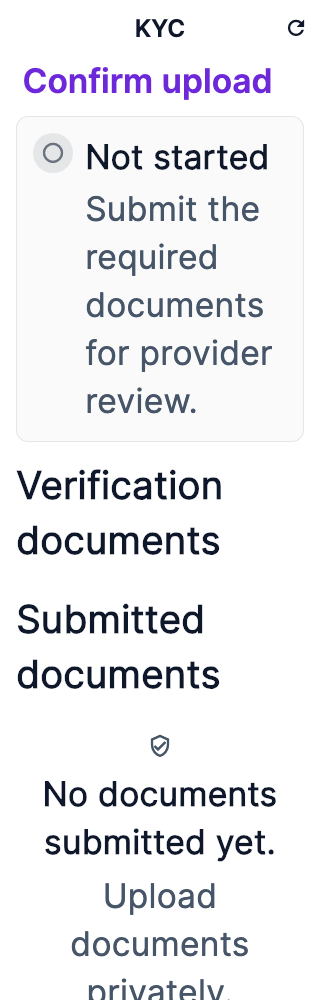 KYC
Confirm upload
Not started
Submit the
required
documents
for provider
review.
Verification
documents
Submitted
documents
No documents
submitted yet.
Upload
documents
privately.